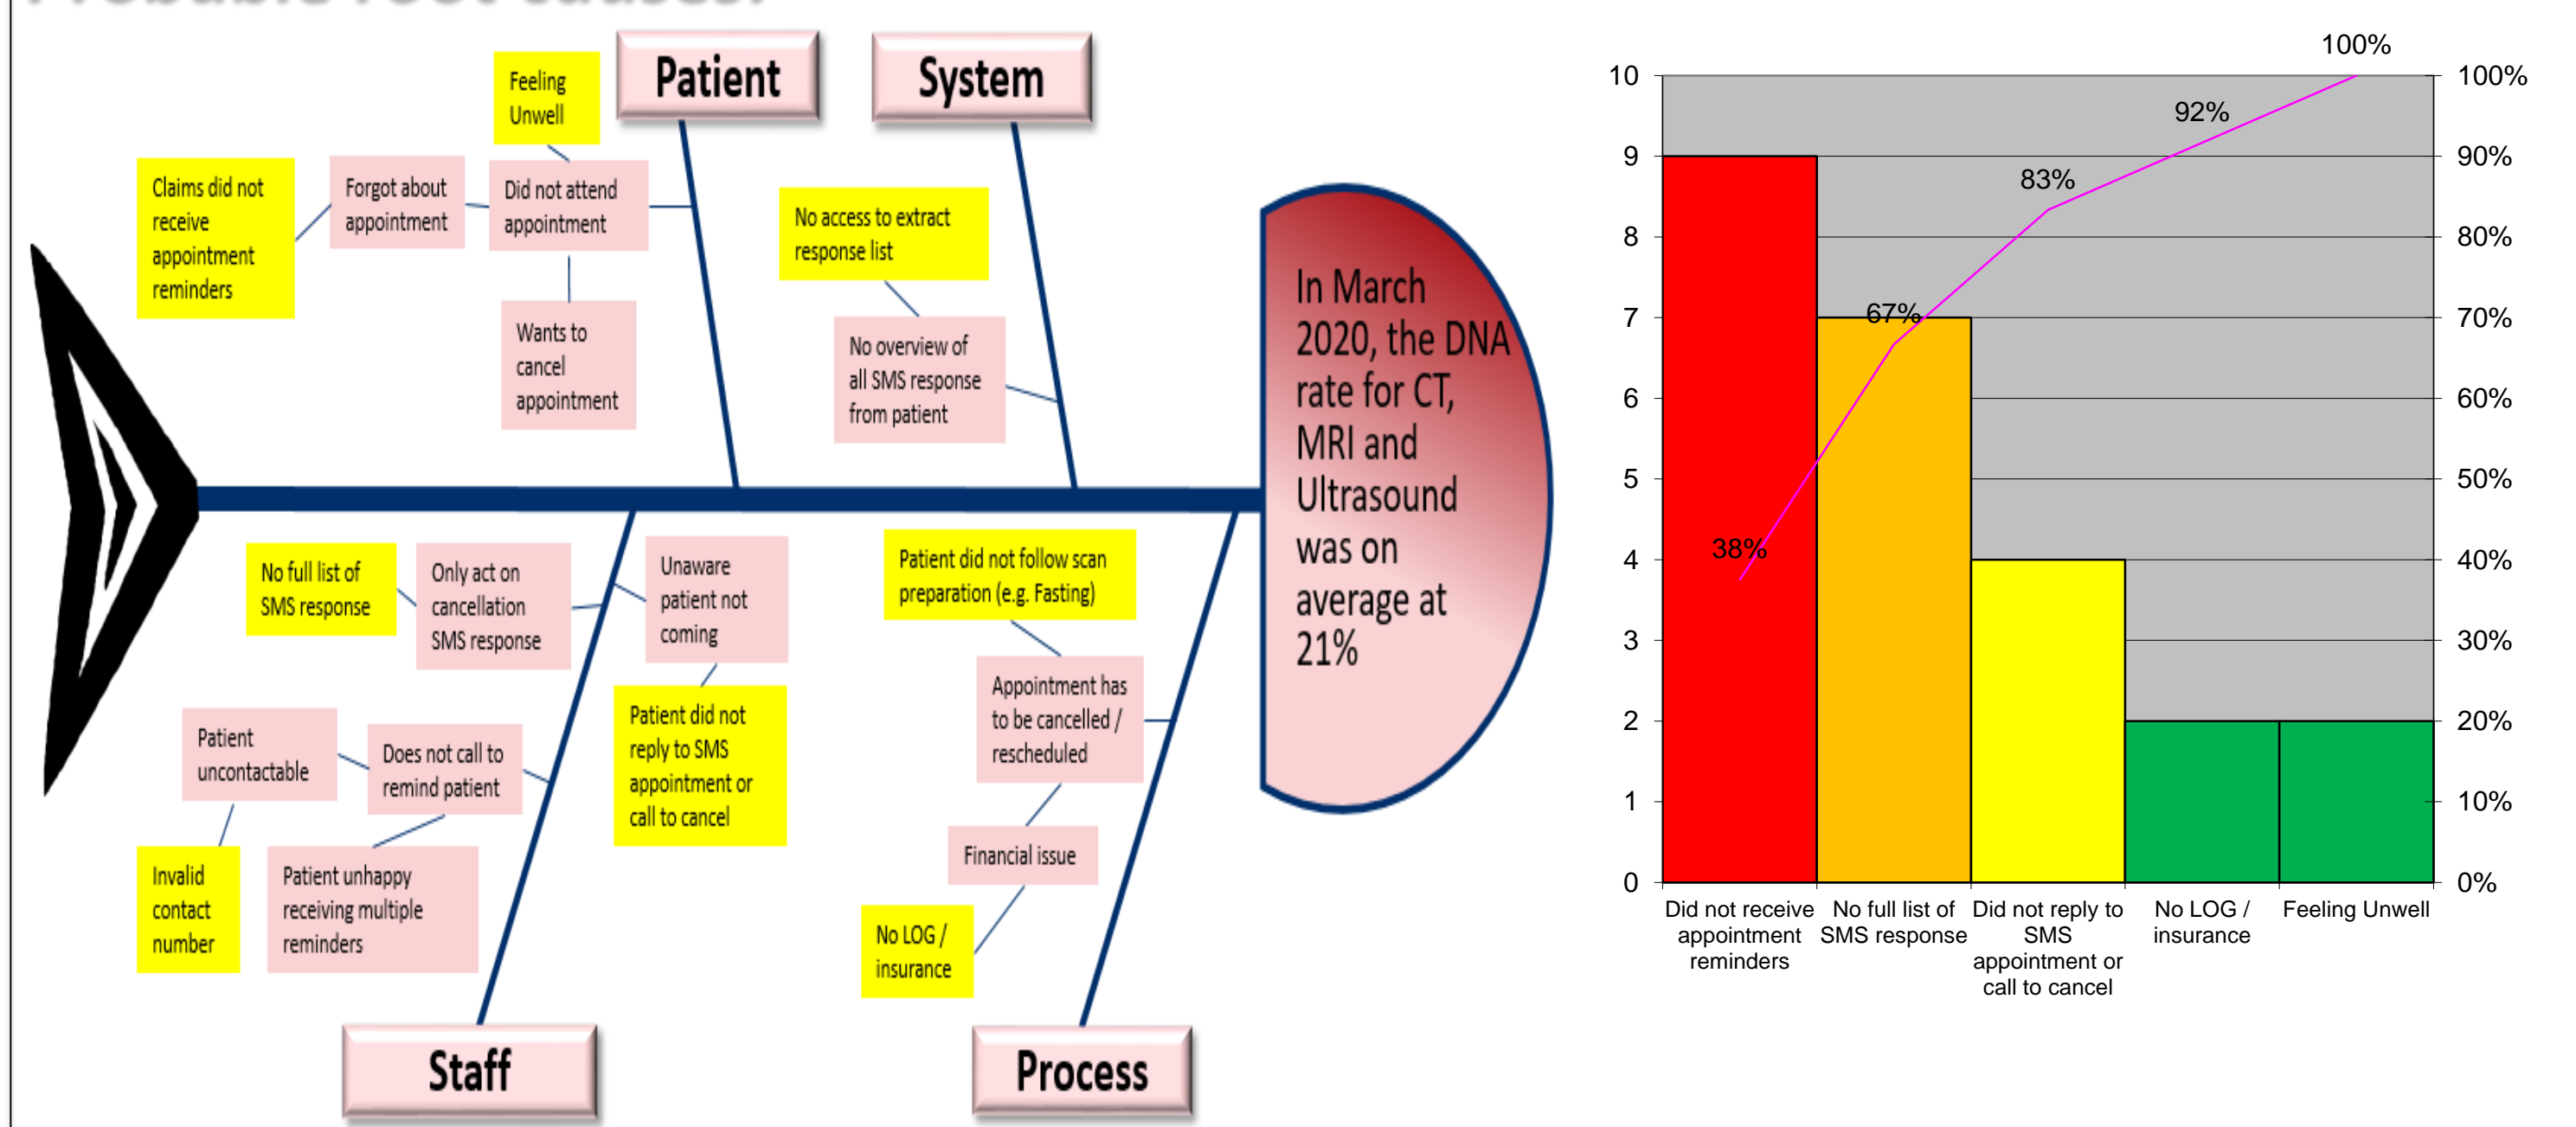 Probable root causes:
Patient
System
Feeling
Unwell
Claims did not
receive
appointment
reminders
Forgot about
appointment
Did not attend
appointment
Wants to
cancel
appointment
No access to extract
response list
No overview of
all SMS response
from patient
In March
2020, the DNA
rate for CT,
MRI and
Ultrasound
was on
average at
21%
No full list of
SMS response
Only act on
cancellation
SMS response
Unaware
patient not
coming
Patient did not
reply to SMS
appointment or
call to cancel
Patient
uncontactable
Does not call to
remind patient
Invalid
contact
number
Patient unhappy
receiving multiple
reminders
Patient did not follow scan
preparation (e.g. Fasting)
Appointment has
to be cancelled /
rescheduled
Financial issue
No LOG /
insurance
Staff
Process
10
9
8
7
6
5
4
3
2
1
0
38%
67%
83%
92%
100%
100%
90%
80%
70%
60%
50%
40%
30%
20%
10%
0%
Did not receive
appointment
reminders
No full list of
SMS response
Did not reply to
SMS
appointment or
call to cancel
No LOG /
insurance
Feeling Unwell